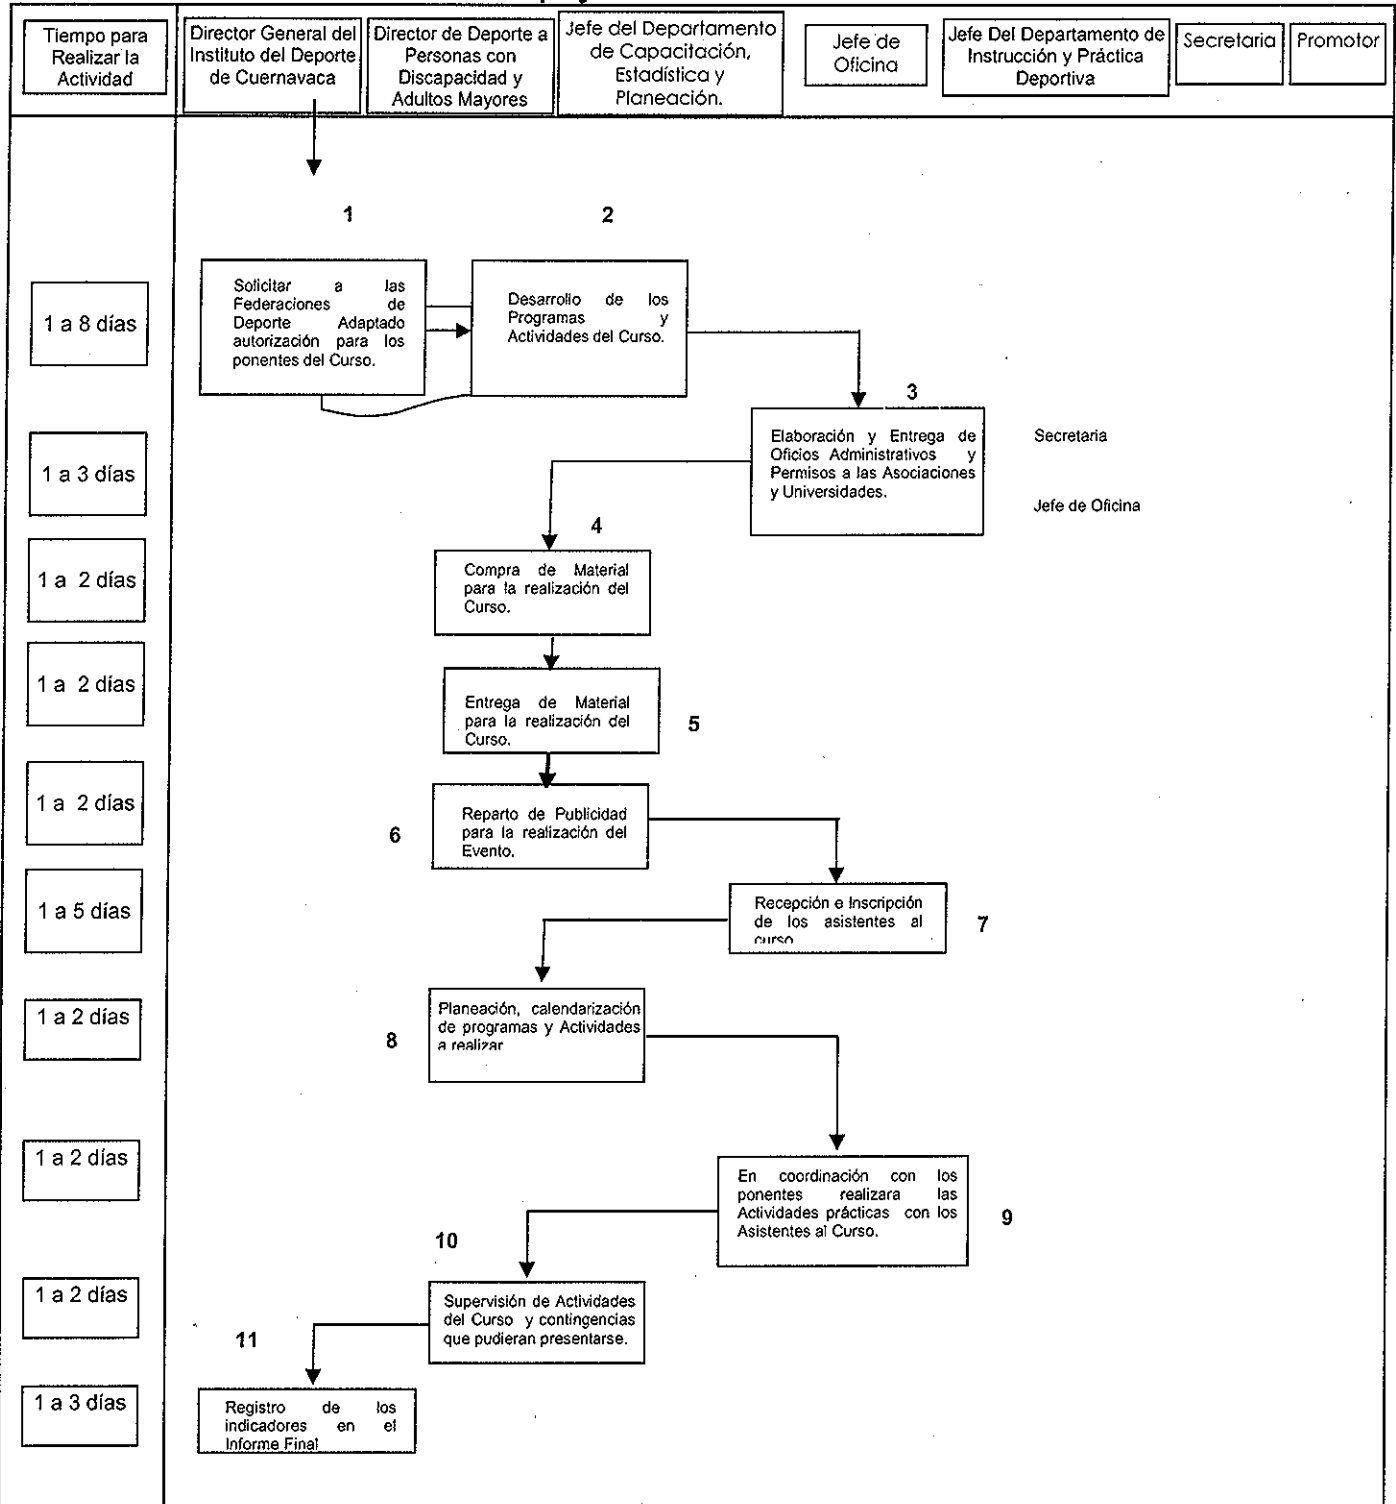 Tiempo para
Realizar la
Actividad
Director General del
Instituto del Deporte
de Cuernavaca
Director de Deporte a
Personas con
Discapacidad y
Adultos Mayores
Jefe del Departamento
de Capacitación,
Estadística y
Planeación.
Jefe de
Oficina
Jefe Del Departamento de
Instrucción y Práctica
Deportiva
Secretaria
Promotor
1
2
1 a 8 días
Solicitar a las
Federaciones de
Deporte Adaptado
autorización para los
ponentes del Curso.
Desarrollo de los
Programas y
Actividades del Curso.
3
1 a 3 días
Elaboración y Entrega de
Oficios Administrativos y
Permisos a las Asociaciones
y Universidades.
Secretaria
Jefe de Oficina
4
1 a 2 días
Compra de Material
para la realización del
Curso.
1 a 2 días
Entrega de Material
para la realización del
Curso.
5
1 a 2 días
6
Reparto de Publicidad
para la realización del
Evento.
1 a 5 días
Recepción e Inscripción
de los asistentes al
curso
7
1 a 2 días
8
Planeación, calendarización
de programas y Actividades
a realizar
1 a 2 días
En coordinación con los
ponentes realizara las
Actividades prácticas con los
Asistentes al Curso.
9
10
1 a 2 días
Supervisión de Actividades
del Curso y contingencias
que pudieran presentarse.
11
1 a 3 días
Registro de los
indicadores en el
Informe Final